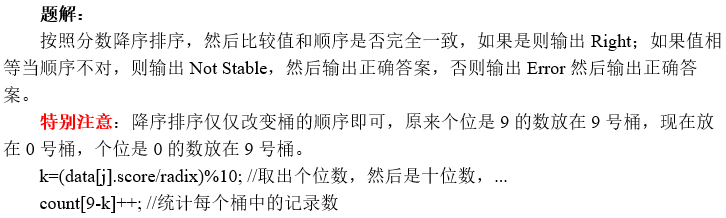 题解：
按照分数降序排序，然后比较值和顺序是否完全一致，如果是则输出 Right；如果值相
等当顺序不对，则输出 Not Stable，然后输出正确答案，否则输出 Error 然后输出正确答
案。
特别注意：降序排序仅仅改变桶的顺序即可，原来个位是 9 的数放在 9 号桶，现在放
在 0 号桶，个位是 0 的数放在 9 号桶。
k=(data[j].score/radix)%10; //取出个位数，然后是十位数，...
count[9-k]++; //统计每个桶中的记录数